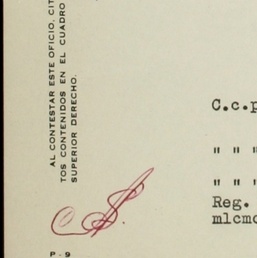 AL CONTESTAR ESTE OFICIO, CIT
TOS CONTENIDOS EN EL CUADRO
SUPERIOR DERECHO.
C.c.p
" " "
" " "
Reg.
mlcmc
P - 9